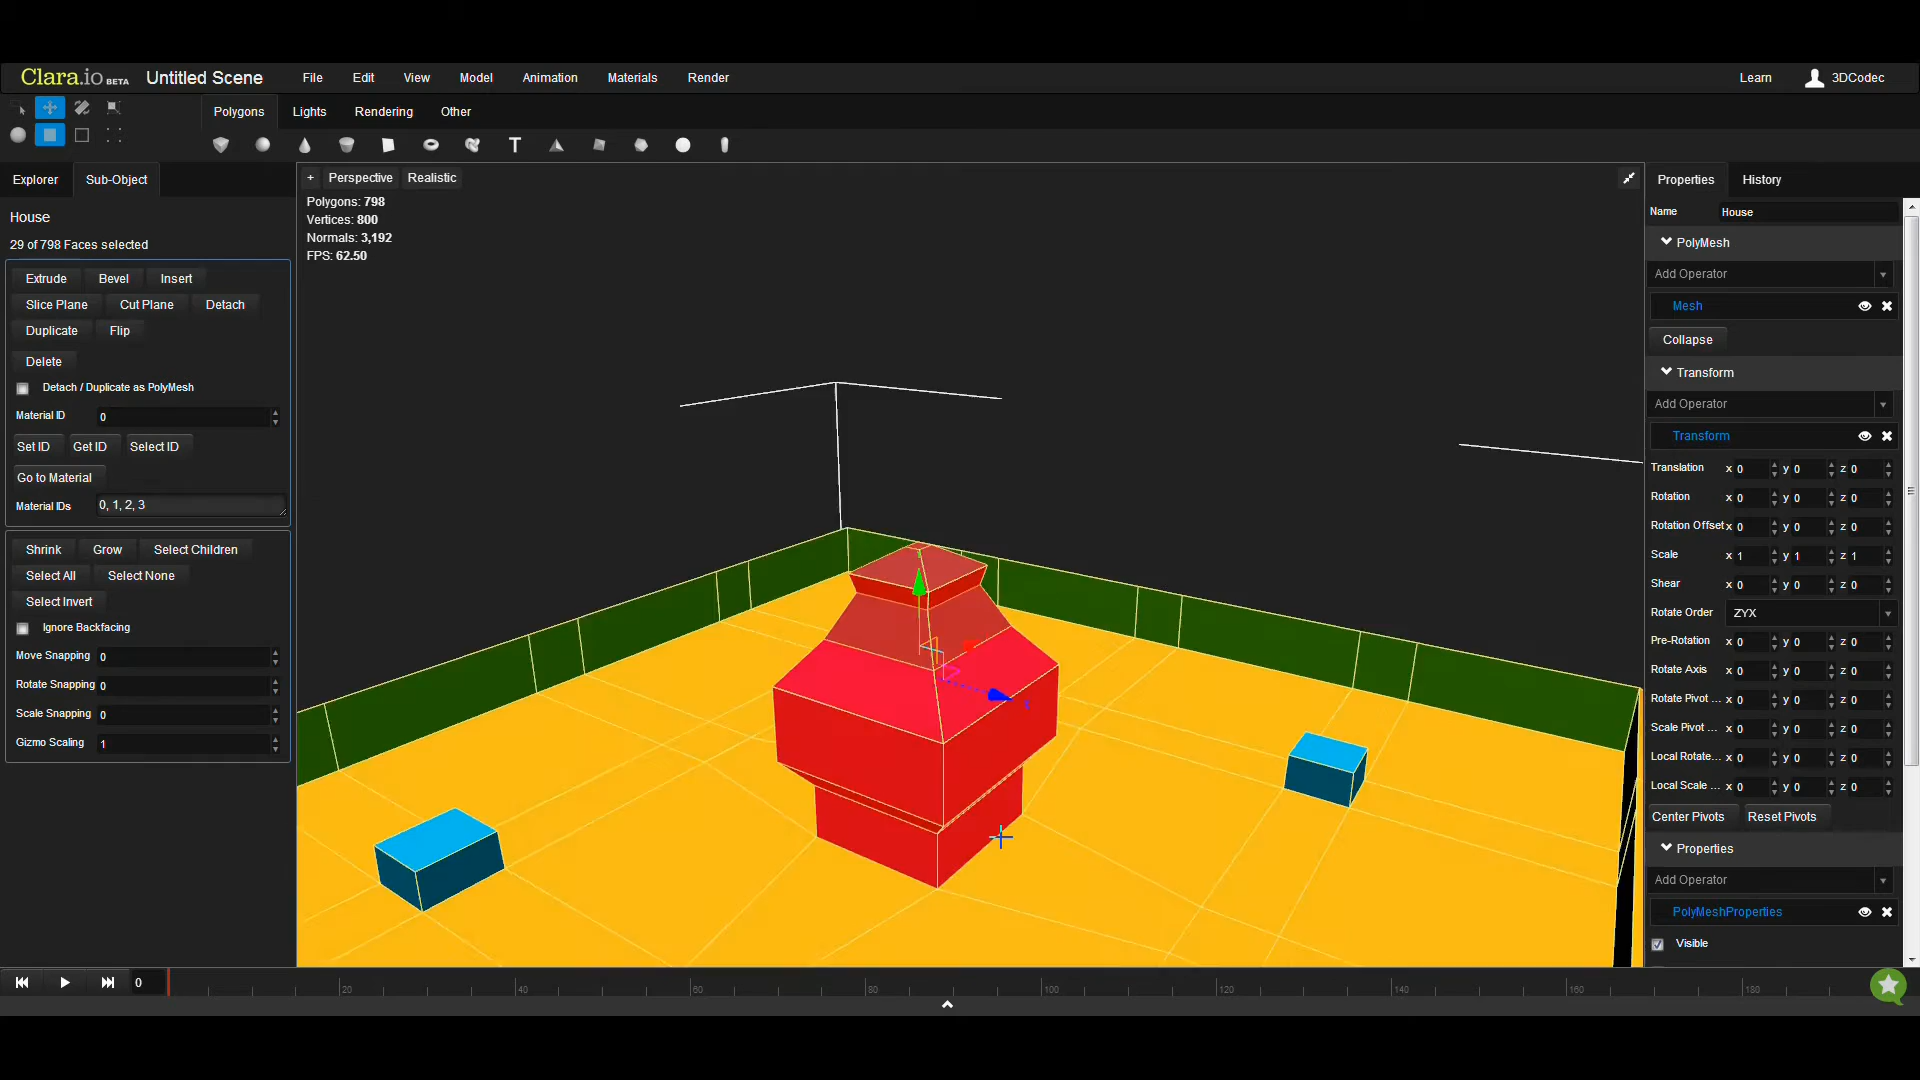 Clara.io BETA Untitled Scene File Edit View Model Animation Materials Render Learn 3DCodec
Polygons Lights Rendering Other
T
Explorer Sub-Object
+ Perspective Realistic
Properties History
House
29 of 798 Faces selected
Extrude Bevel Insert
Slice Plane Cut Plane Detach
Duplicate Flip
Delete
Detach / Duplicate as PolyMesh
Material ID 0
Set ID Get ID Select ID
Go to Material
Material IDs 0, 1, 2, 3
Shrink Grow Select Children
Select All Select None
Select Invert
Ignore Backfacing
Move Snapping 0
Rotate Snapping 0
Scale Snapping 0
Gizmo Scaling 1
Polygons: 798
Vertices: 800
Normals: 3,192
FPS: 62.50
Name House
PolyMesh
Add Operator
Mesh
Collapse
Transform
Add Operator
Transform
Translation x 0 y 0 z 0
Rotation x 0 y 0 z 0
Rotation Offset x 0 y 0 z 0
Scale x 1 y 1 z 1
Shear x 0 y 0 z 0
Rotate Order ZYX
Pre-Rotation x 0 y 0 z 0
Rotate Axis x 0 y 0 z 0
Rotate Pivot ... x 0 y 0 z 0
Scale Pivot ... x 0 y 0 z 0
Local Rotate... x 0 y 0 z 0
Local Scale ... x 0 y 0 z 0
Center Pivots Reset Pivots
Properties
Add Operator
PolyMeshProperties
Visible
0 20 40 60 80 100 120 140 160 180